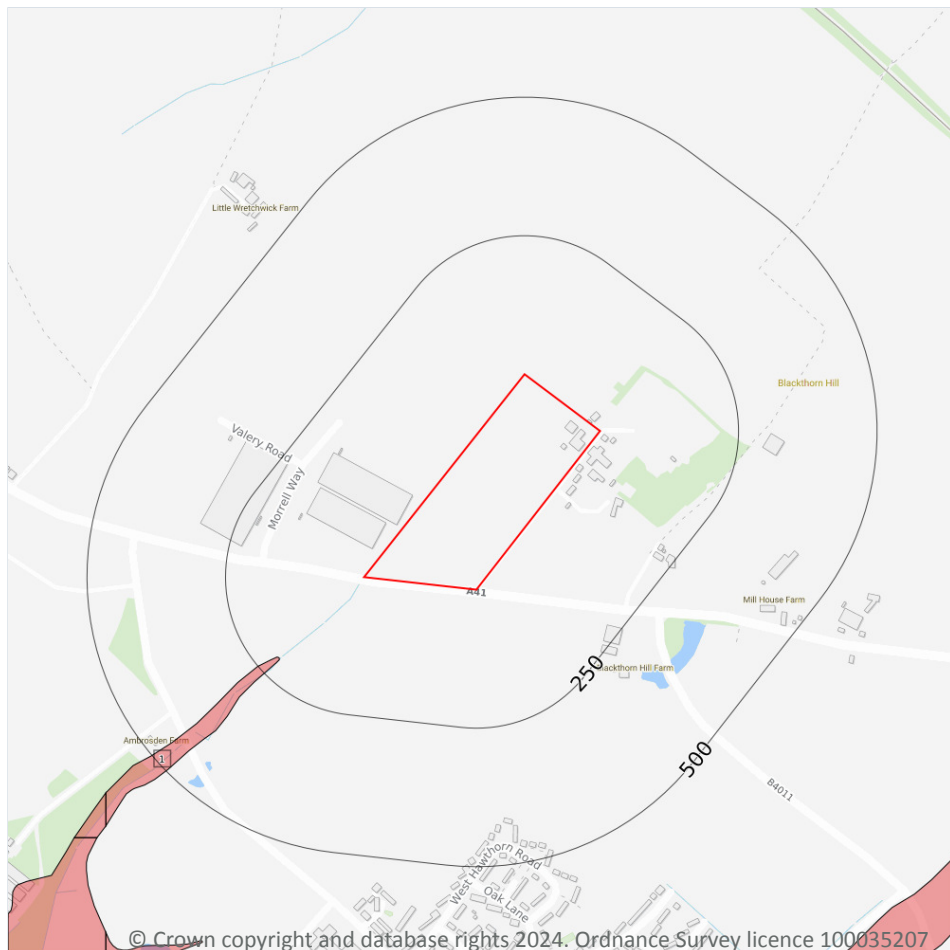 Little Wretchwick Farm
Blackthorn Hill
Valery Road
Morrell Way
A41
Mill House Farm
250
lackthorn Hill Farm
Ambrosden Farm
1
500
B4011
West Hawthorn Road
Oak Lane
© Crown copyright and database rights 2024. Ordnance Survey licence 100035207